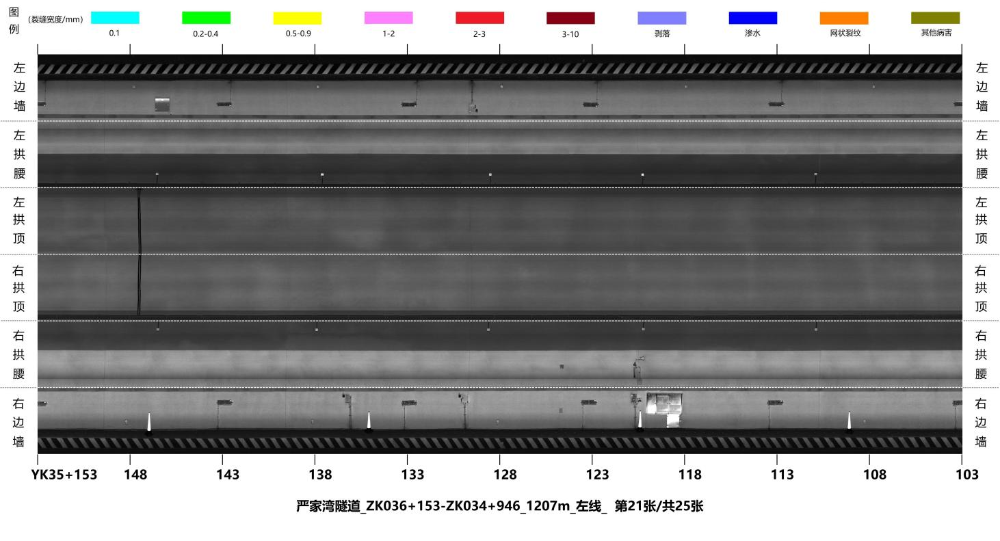 图例
(裂缝宽度/mm)
0.1
0.2-0.4
0.5-0.9
1-2
2-3
3-10
剥落
渗水
网状裂纹
其他病害
左边墙
左边墙
左拱腰
左拱腰
左拱顶
左拱顶
右拱顶
右拱顶
右拱腰
右拱腰
右边墙
右边墙
YK35+153 148 143 138 133 128 123 118 113 108 103
严家湾隧道_ZK036+153-ZK034+946_1207m_左线_ 第21张/共25张